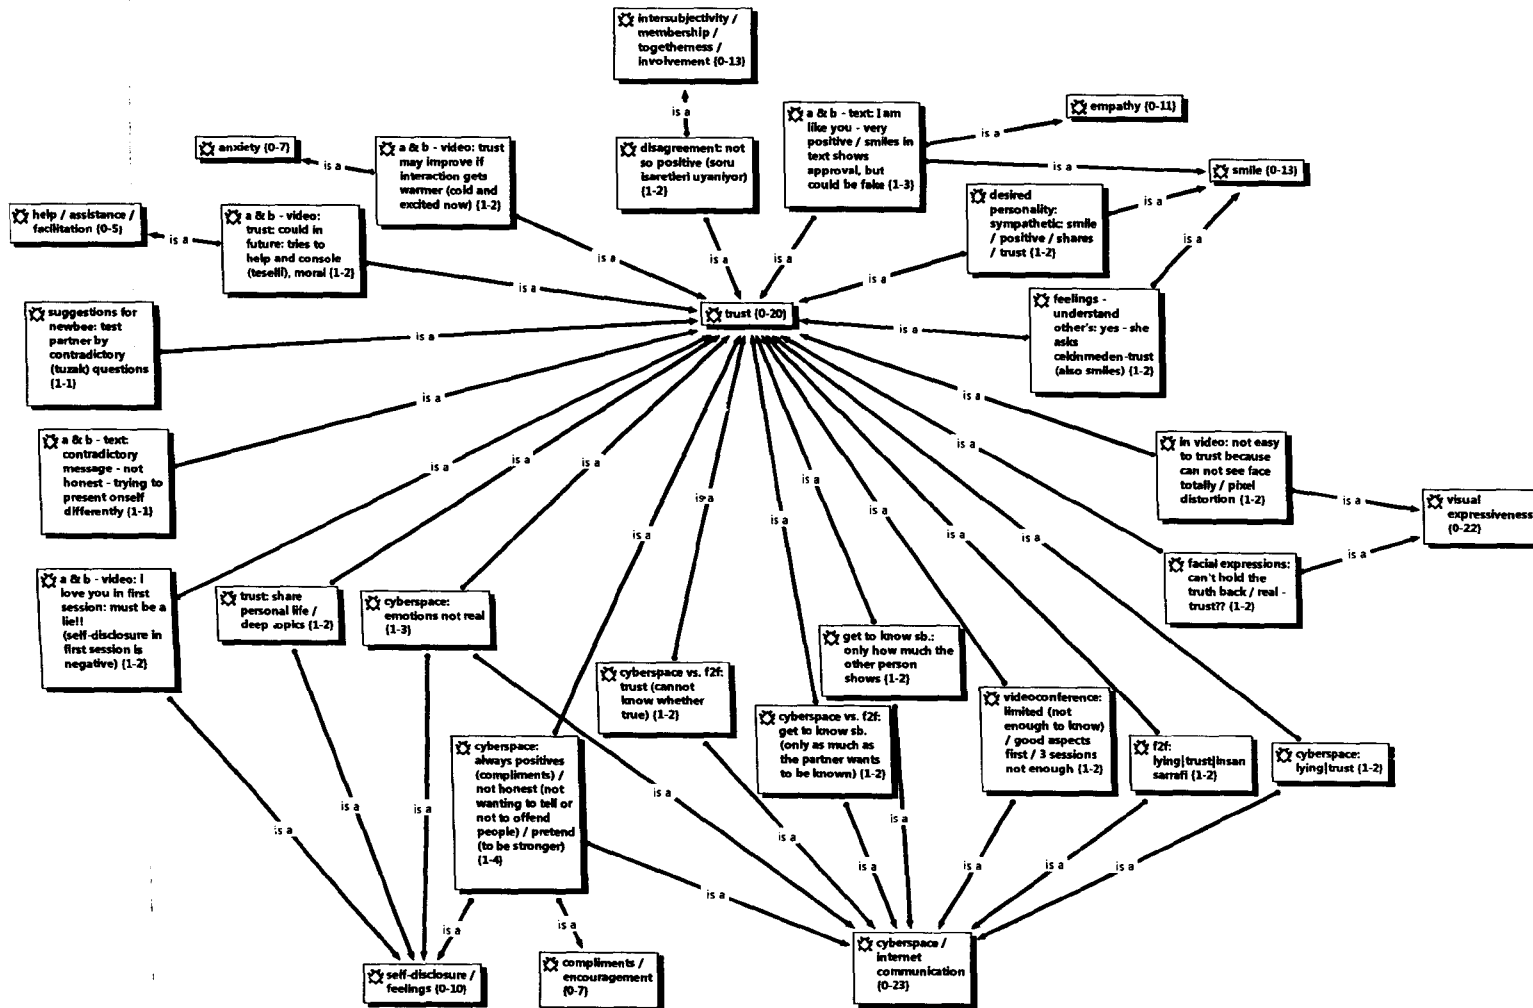 intersubjectivity /
membership /
togetherness /
involvement {0-13}
is a
empathy {0-11}
is a
a & b - text: I am
like you - very
positive / smiles in
text shows
approval, but
could be fake {1-3}
is a
smile {0-13}
anxiety {0-7}
is a
a & b - video: trust
may improve if
interaction gets
warmer (cold and
excited now) {1-2}
disagreement: not
so positive (soru
isaretleri uyaniyor)
{1-2}
desired
personality:
sympathetic: smile
/ positive / shares
/ trust {1-2}
is a
help / assistance /
facilitation {0-5}
is a
a & b - video:
trust: could in
future: tries to
help and console
(teselli), moral {1-2}
is a
is a
is a
is a
is a
is a
is a
trust {0-20}
feelings -
understand
other's: yes - she
asks
cekinmeden-trust
(also smiles) {1-2}
is a
suggestions for
newbee: test
partner by
contradictory
(tuzak) questions
{1-1}
is a
a & b - text:
contradictory
message - not
honest - trying to
present onself
differently {1-1}
is a
is a
is a
is a
is a
is a
is a
is a
is a
is a
is a
is a
in video: not easy
to trust because
can not see face
totally / pixel
distortion {1-2}
is a
visual
expressiveness
{0-22}
facial expressions:
can't hold the
truth back / real -
trust?? {1-2}
is a
a & b - video: I
love you in first
session: must be a
lie!!
(self-disclosure in
first session is
negative) {1-2}
trust: share
personal life /
deep topics {1-2}
cyberspace:
emotions not real
{1-3}
get to know sb.:
only how much the
other person
shows {1-2}
cyberspace vs. f2f:
trust (cannot
know whether
true) {1-2}
cyberspace vs. f2f:
get to know sb.
(only as much as
the partner wants
to be known) {1-2}
videoconference:
limited (not
enough to know)
/ good aspects
first / 3 sessions
not enough {1-2}
f2f:
lying|trust|insan
sarrafi {1-2}
cyberspace:
lying|trust {1-2}
cyberspace:
always positives
(compliments) /
not honest (not
wanting to tell or
not to offend
people) / pretend
(to be stronger)
{1-4}
is a
is a
is a
is a
is a
is a
is a
is a
is a
is a
is a
is a
is a
self-disclosure /
feelings {0-10}
compliments /
encouragement
{0-7}
cyberspace /
internet
communication
{0-23}